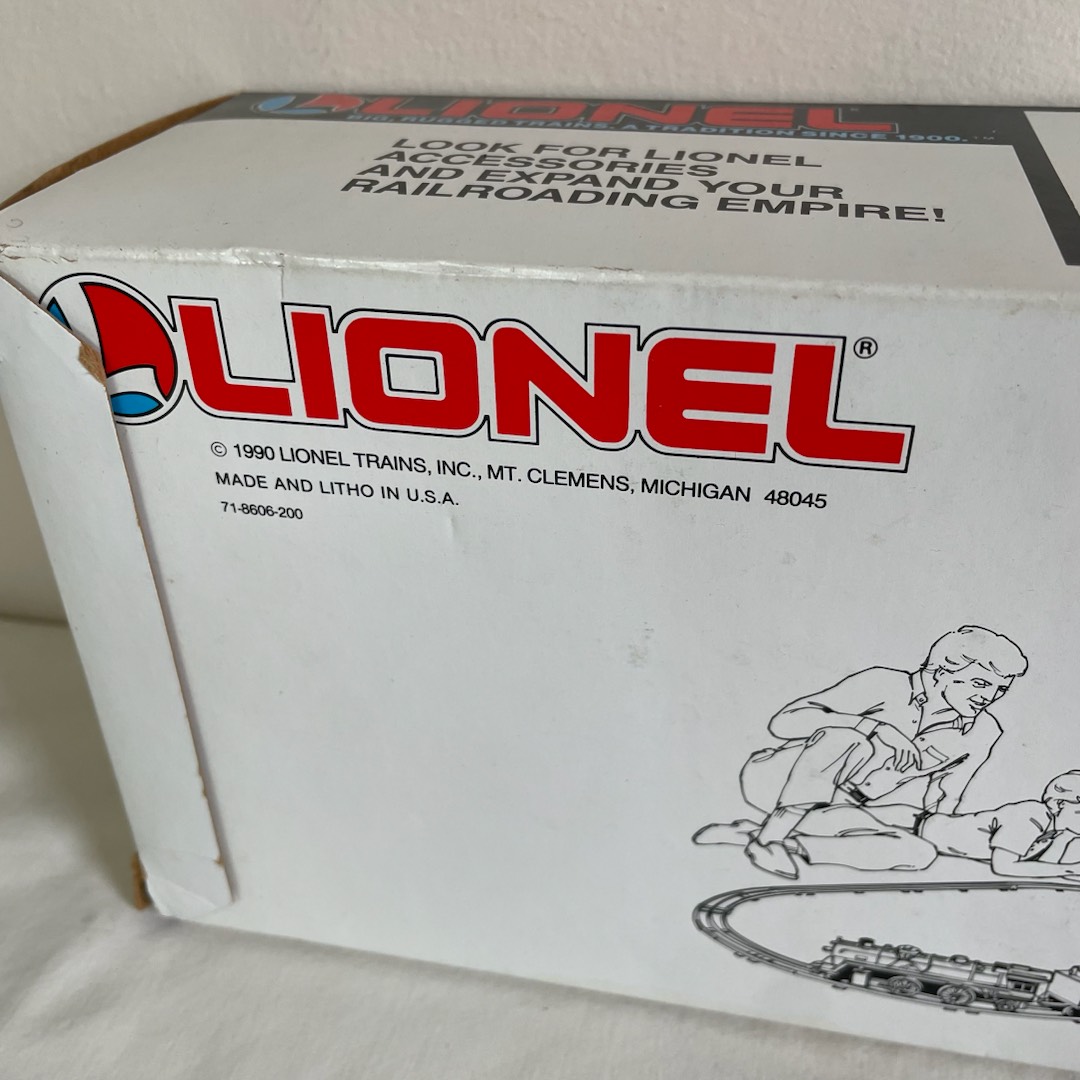 LIONEL
BIG, RUGGED TRAINS-A TRADITION SINCE 1900.™
LOOK FOR LIONEL
ACCESSORIES
AND EXPAND YOUR
RAILROADING EMPIRE!
LIONEL®
© 1990 LIONEL TRAINS, INC., MT. CLEMENS, MICHIGAN 48045
MADE AND LITHO IN U.S.A.
71-8606-200